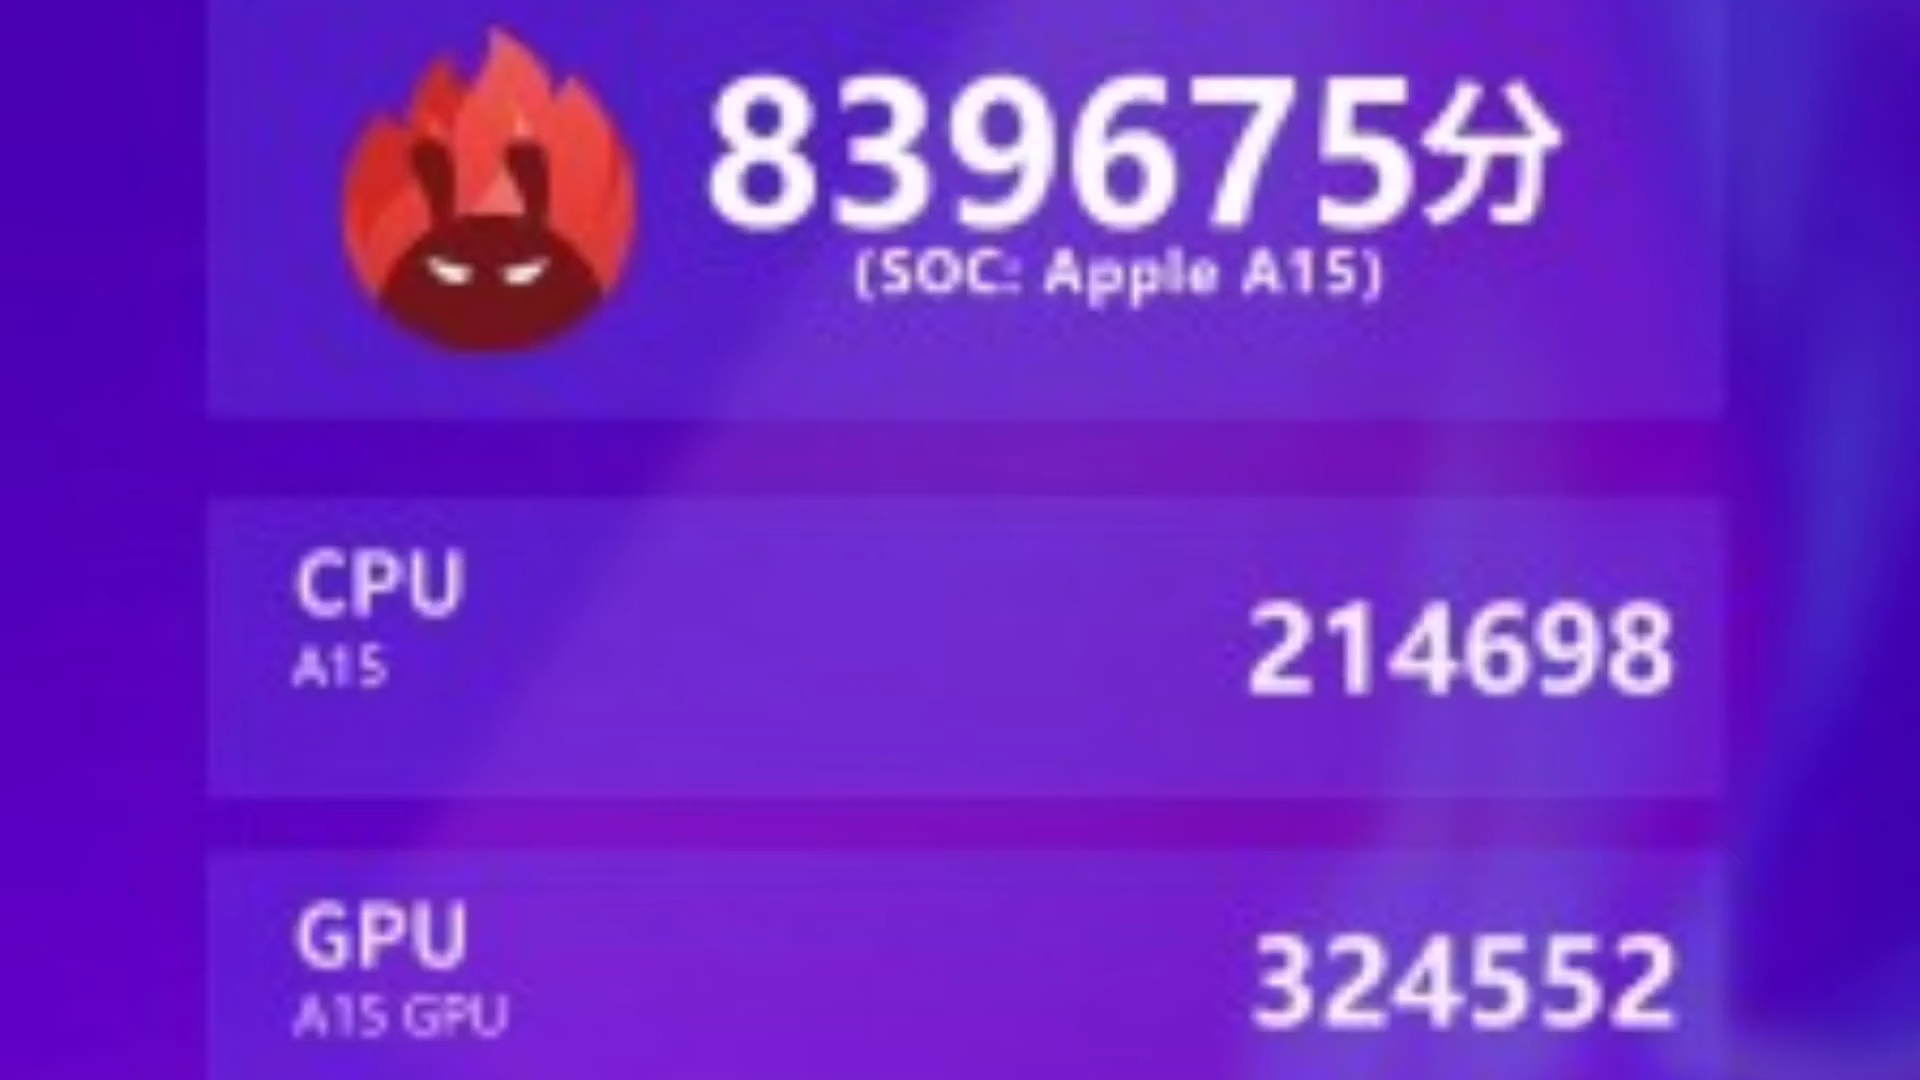 839675分
(SOC: Apple A15)
CPU
A15
214698
GPU
A15 GPU
324552